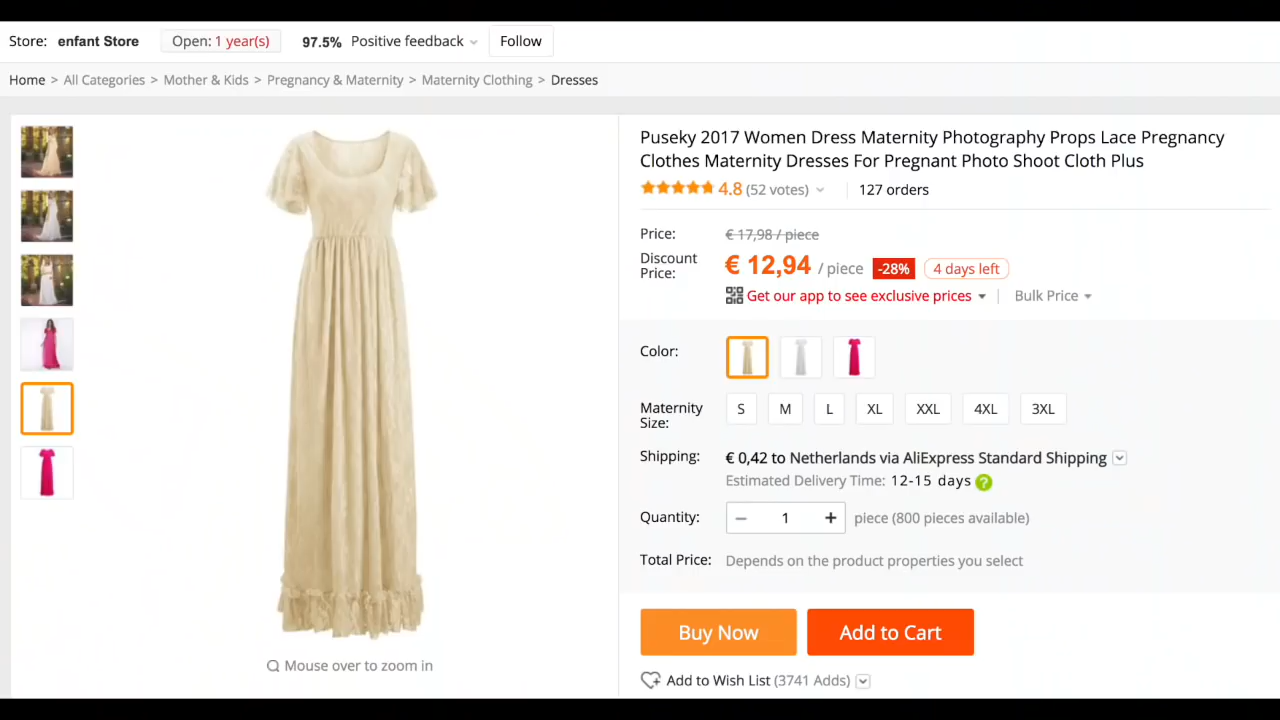 Store: enfant Store Open: 1 year(s) 97.5% Positive feedback Follow
Home > All Categories > Mother & Kids > Pregnancy & Maternity > Maternity Clothing > Dresses
Puseky 2017 Women Dress Maternity Photography Props Lace Pregnancy
Clothes Maternity Dresses For Pregnant Photo Shoot Cloth Plus
4.8 (52 votes) 127 orders
Price: € 17,98 / piece
Discount
Price: € 12,94 / piece -28% 4 days left
Get our app to see exclusive prices Bulk Price
Color:
Maternity
Size: S M L XL XXL 4XL 3XL
Shipping: € 0,42 to Netherlands via AliExpress Standard Shipping
Estimated Delivery Time: 12-15 days ?
Quantity: − 1 + piece (800 pieces available)
Total Price: Depends on the product properties you select
Buy Now Add to Cart
Mouse over to zoom in
Add to Wish List (3741 Adds)